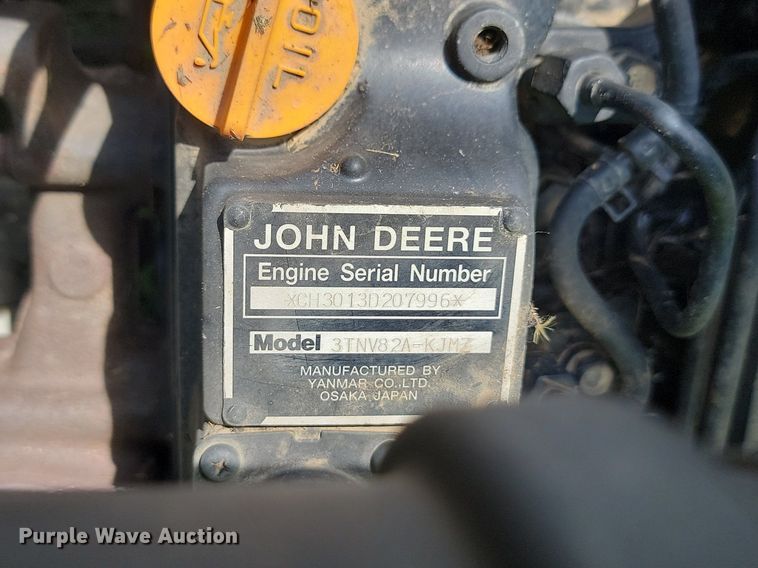 OIL
JOHN DEERE
Engine Serial Number
*CH3013D207996*
Model 3TNV82A-KJMZ
MANUFACTURED BY
YANMAR CO.,LTD.
OSAKA JAPAN
Purple Wave Auction